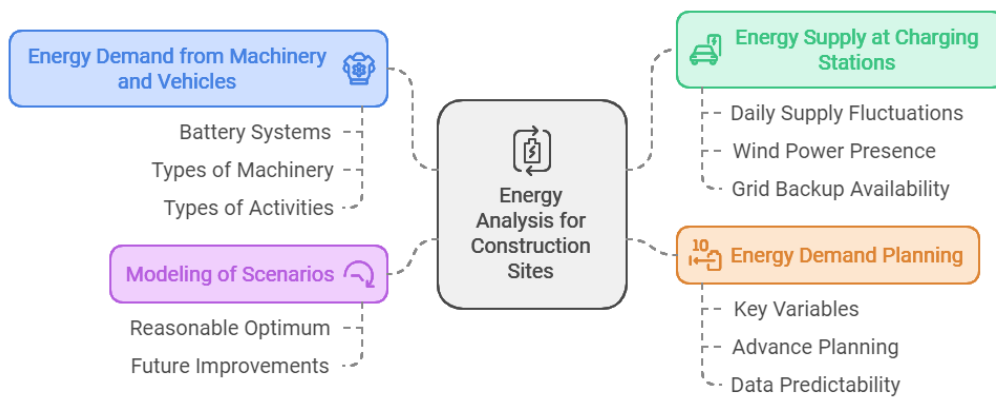 Energy Demand from Machinery
and Vehicles
Battery Systems
Types of Machinery
Types of Activities
Modeling of Scenarios
Reasonable Optimum
Future Improvements
Energy
Analysis for
Construction
Sites
Energy Supply at Charging
Stations
Daily Supply Fluctuations
Wind Power Presence
Grid Backup Availability
10
Energy Demand Planning
Key Variables
Advance Planning
Data Predictability